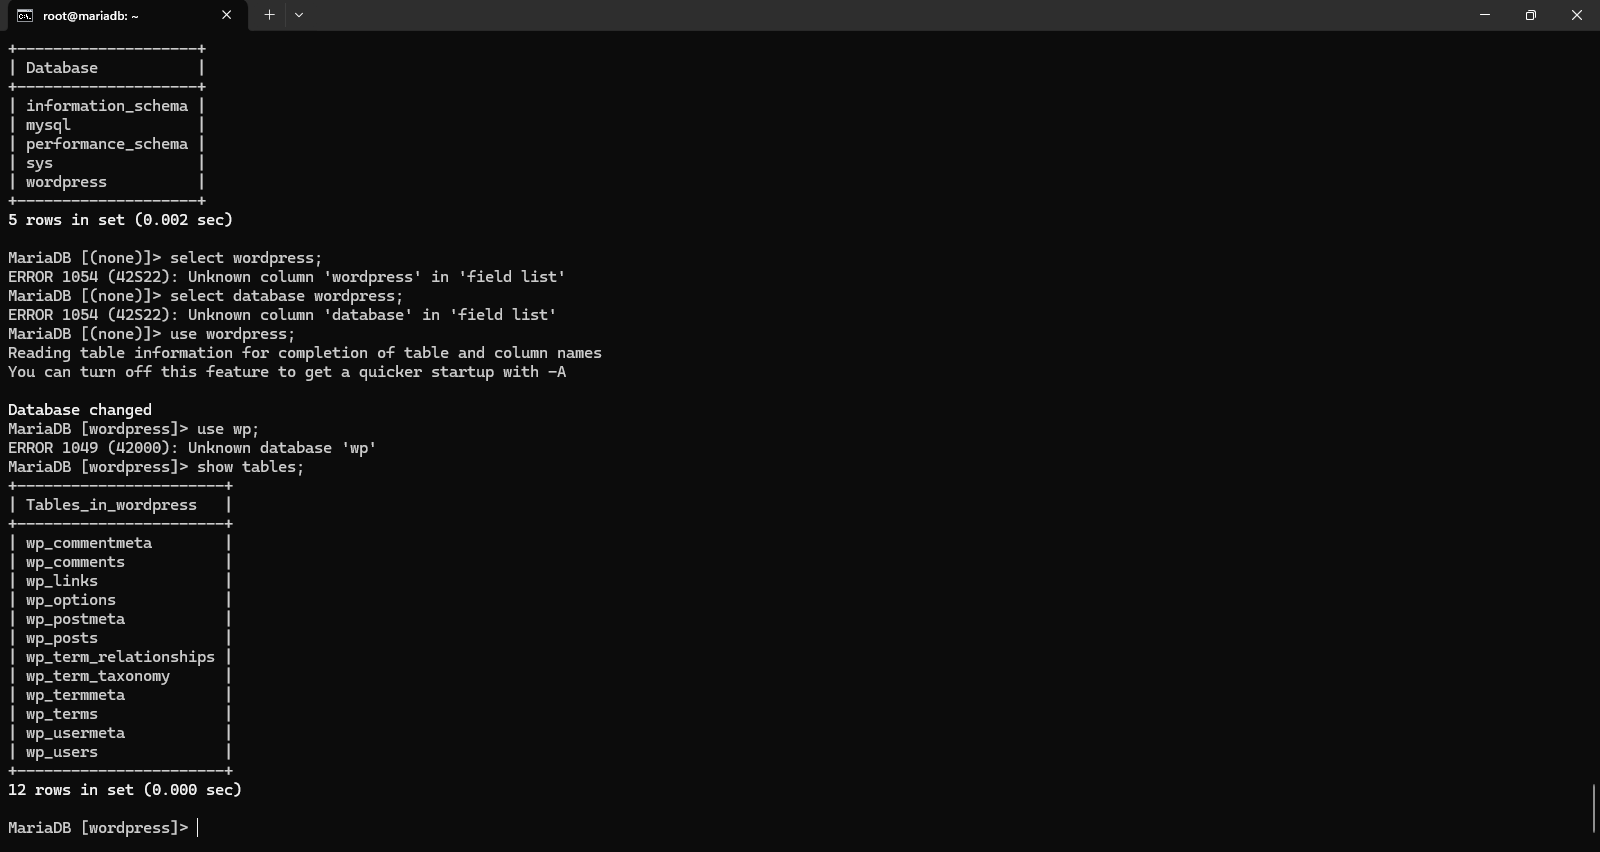 root@mariadb: ~
+--------------------+
| Database           |
+--------------------+
| information_schema |
| mysql              |
| performance_schema |
| sys                |
| wordpress          |
+--------------------+
5 rows in set (0.002 sec)

MariaDB [(none)]> select wordpress;
ERROR 1054 (42S22): Unknown column 'wordpress' in 'field list'
MariaDB [(none)]> select database wordpress;
ERROR 1054 (42S22): Unknown column 'database' in 'field list'
MariaDB [(none)]> use wordpress;
Reading table information for completion of table and column names
You can turn off this feature to get a quicker startup with -A

Database changed
MariaDB [wordpress]> use wp;
ERROR 1049 (42000): Unknown database 'wp'
MariaDB [wordpress]> show tables;
+-----------------------+
| Tables_in_wordpress   |
+-----------------------+
| wp_commentmeta        |
| wp_comments           |
| wp_links              |
| wp_options            |
| wp_postmeta           |
| wp_posts              |
| wp_term_relationships |
| wp_term_taxonomy      |
| wp_termmeta           |
| wp_terms              |
| wp_usermeta           |
| wp_users              |
+-----------------------+
12 rows in set (0.000 sec)

MariaDB [wordpress]>